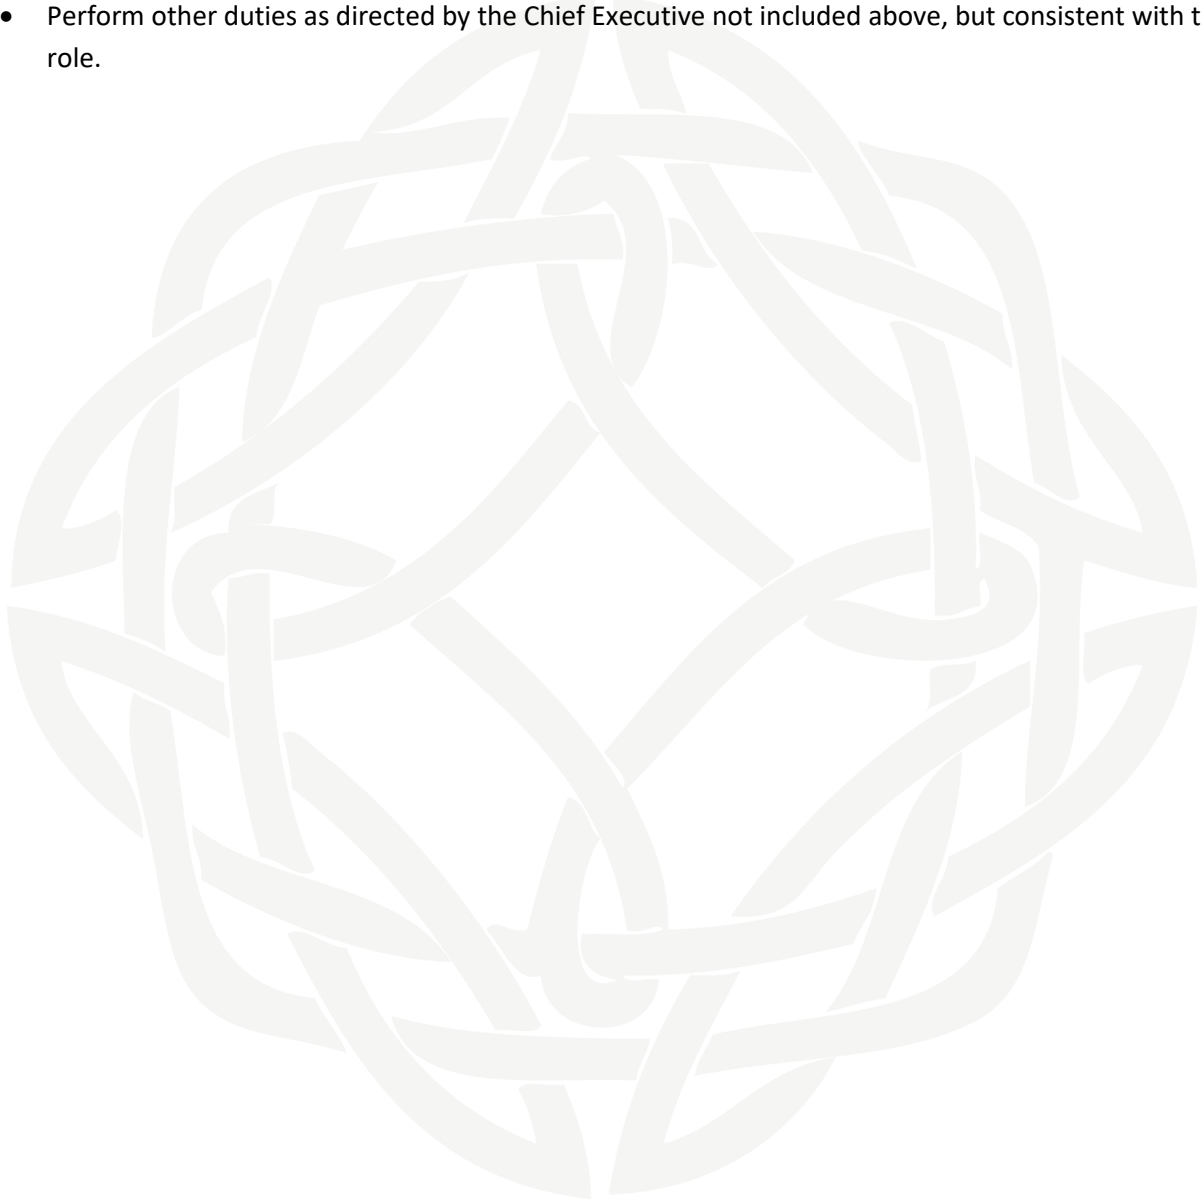 • Perform other duties as directed by the Chief Executive not included above, but consistent with t
role.